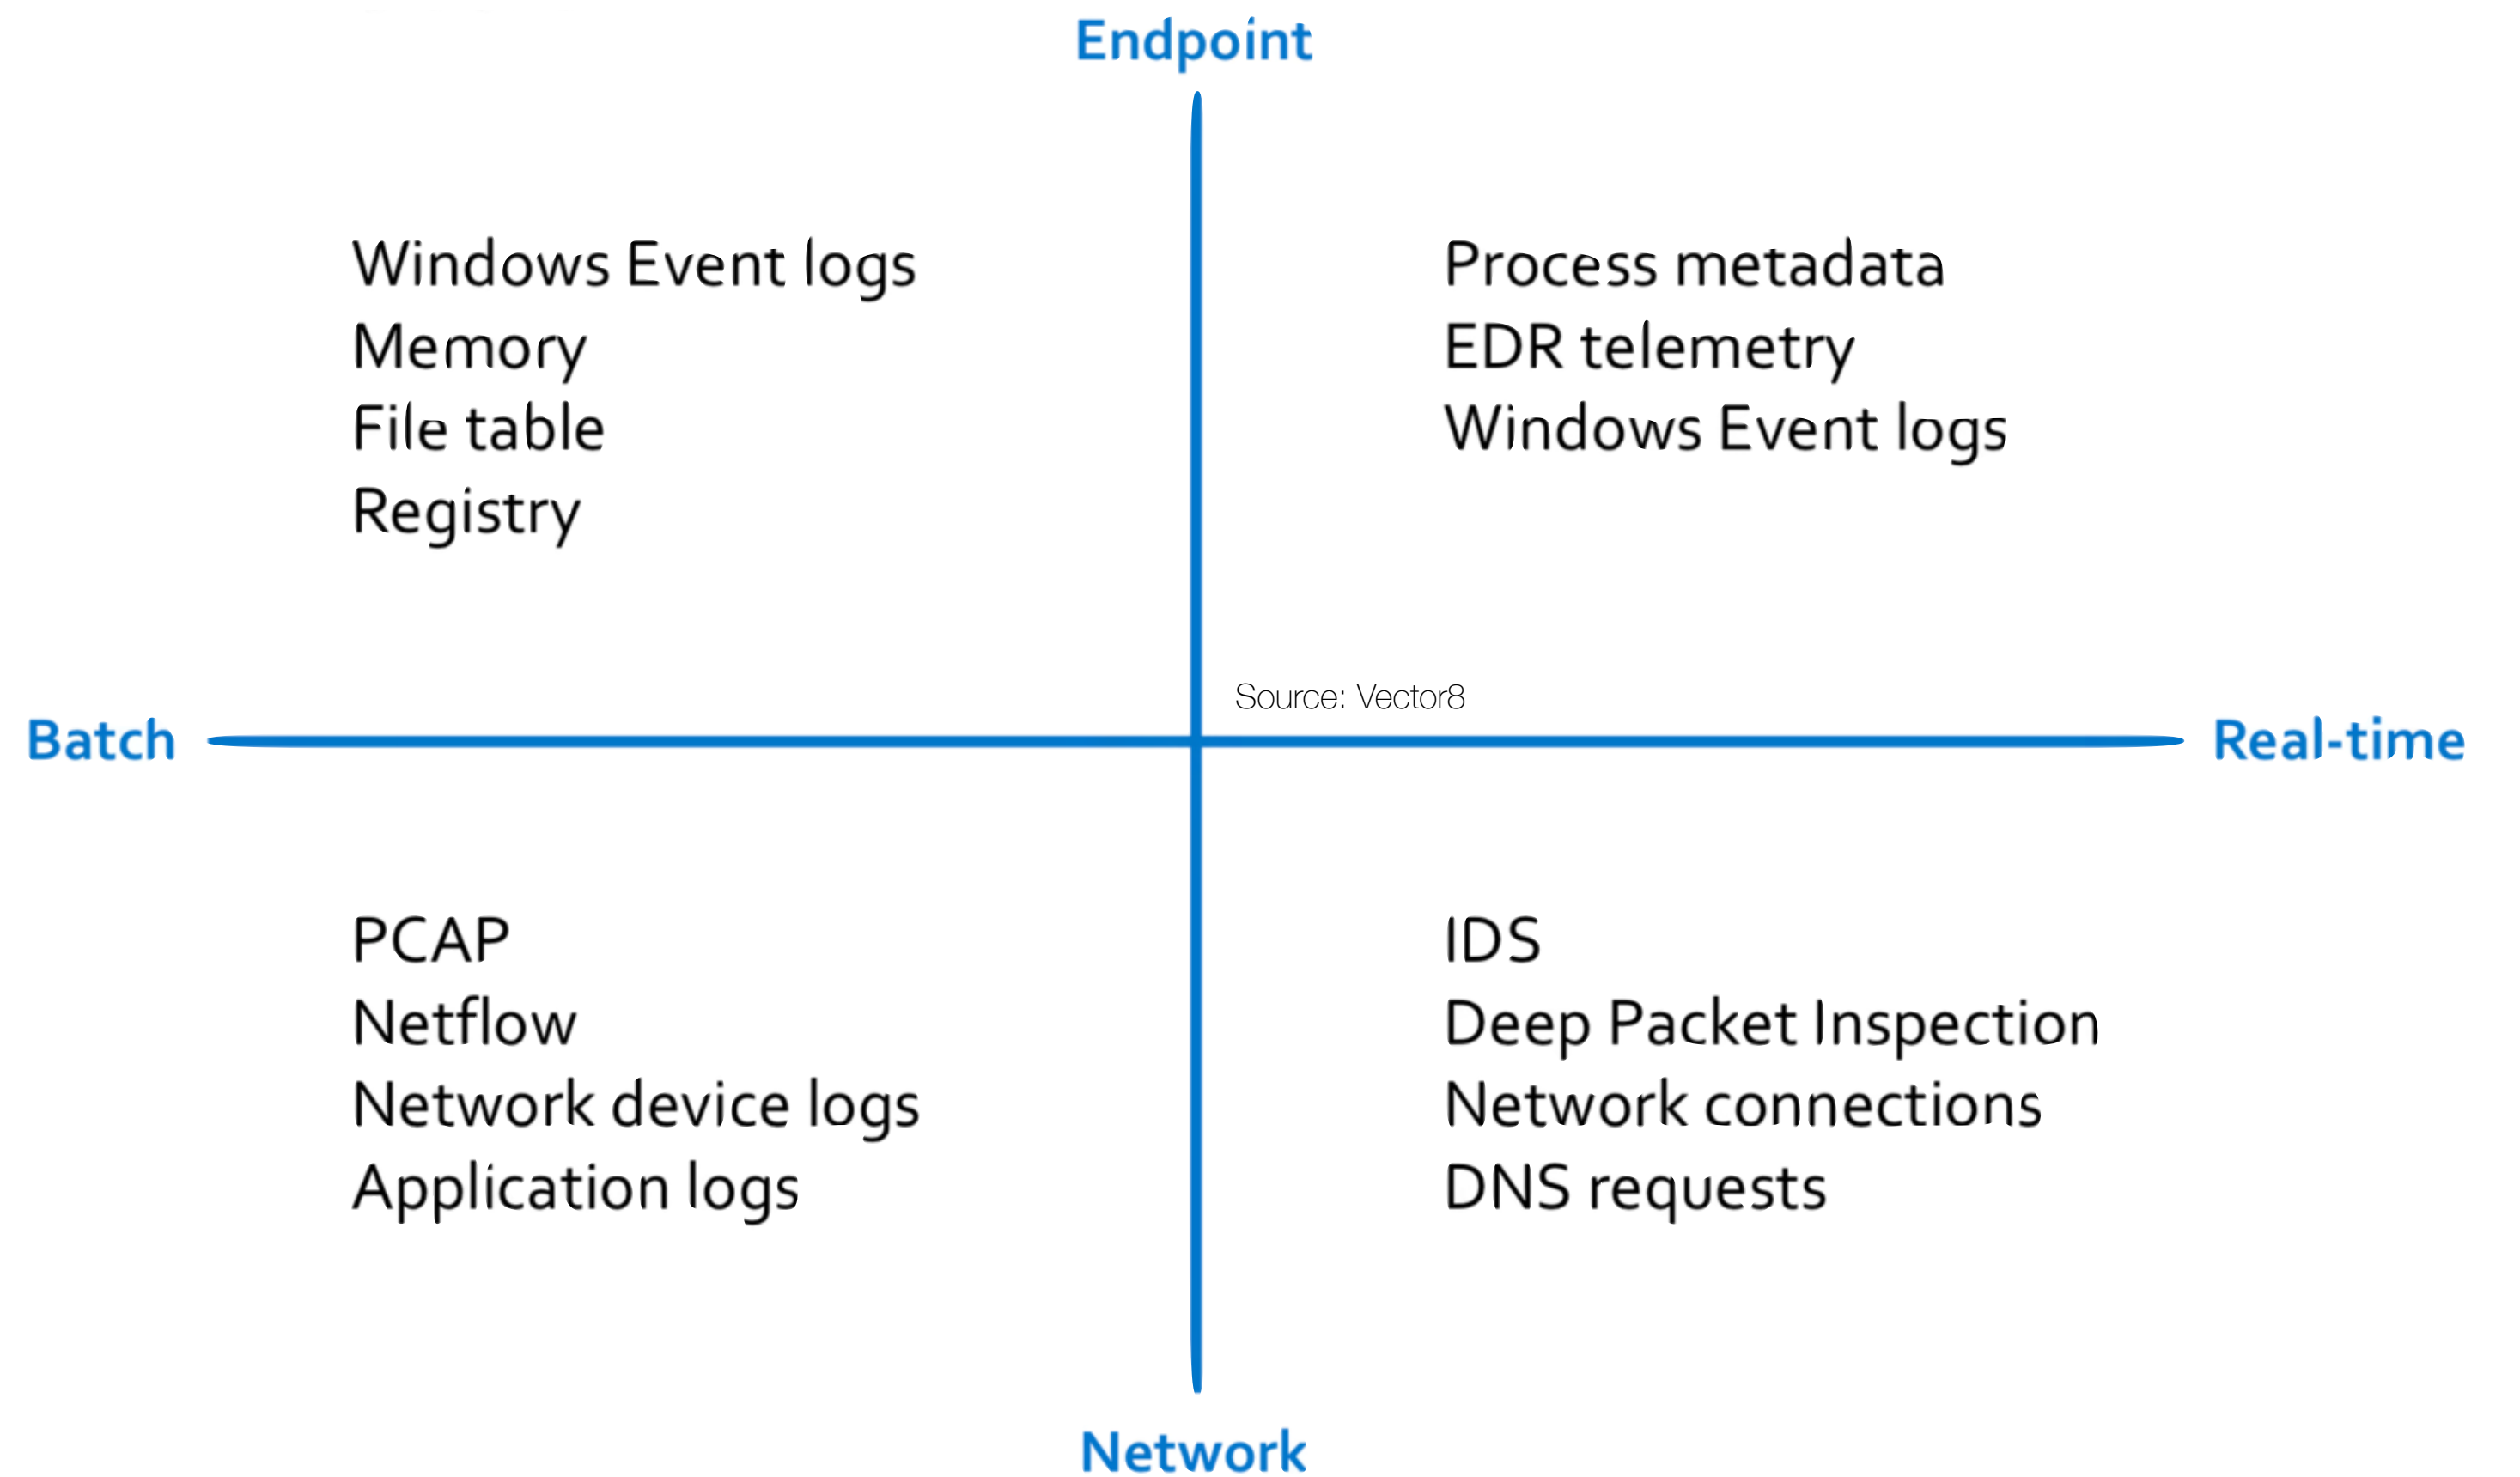 Endpoint
Windows Event logs
Memory
File table
Registry
Process metadata
EDR telemetry
Windows Event logs
Source: Vector8
Batch
Real-time
PCAP
Netflow
Network device logs
Application logs
IDS
Deep Packet Inspection
Network connections
DNS requests
Network